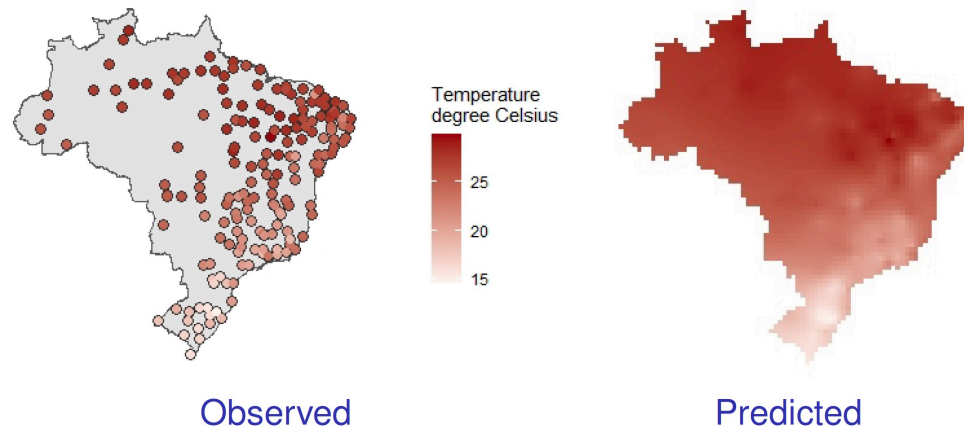 Temperature
degree Celsius
25
20
15
Observed
Predicted